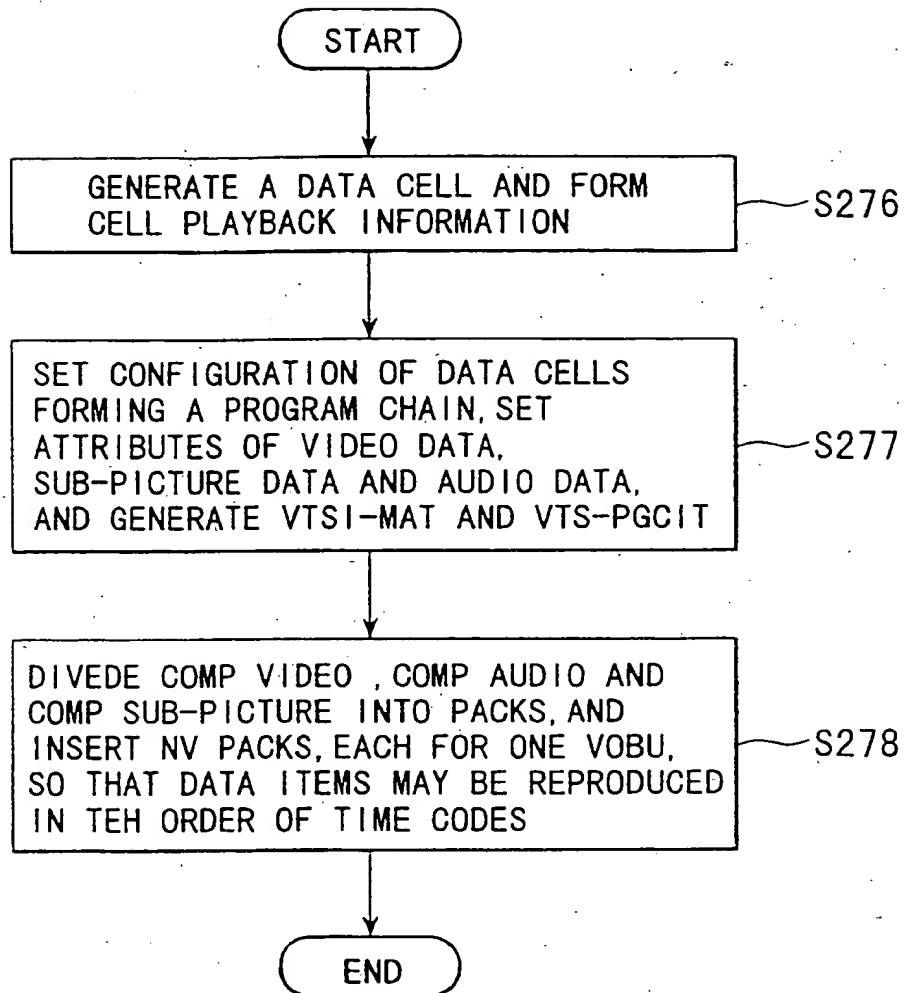 START
GENERATE A DATA CELL AND FORM
CELL PLAYBACK INFORMATION
S276
SET CONFIGURATION OF DATA CELLS
FORMING A PROGRAM CHAIN, SET
ATTRIBUTES OF VIDEO DATA,
SUB-PICTURE DATA AND AUDIO DATA,
AND GENERATE VTSI-MAT AND VTS-PGCIT
S277
DIVEDE COMP VIDEO , COMP AUDIO AND
COMP SUB-PICTURE INTO PACKS, AND
INSERT NV PACKS, EACH FOR ONE VOBU,
SO THAT DATA ITEMS MAY BE REPRODUCED
IN TEH ORDER OF TIME CODES
S278
END